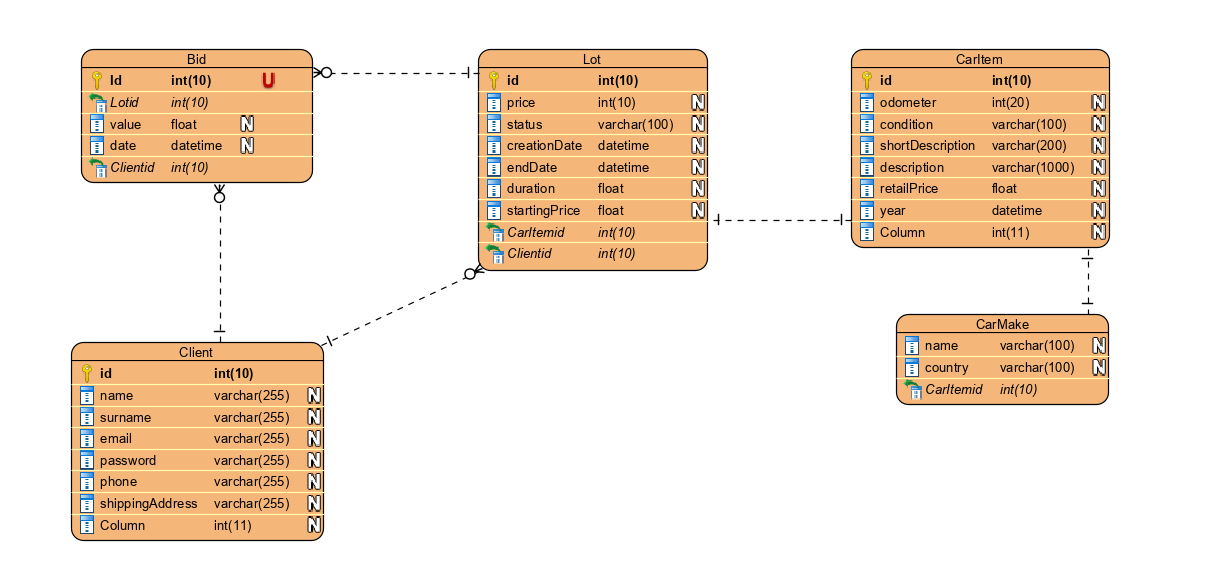 Bid
Id int(10) U
Lotid int(10)
value float N
date datetime N
Clientid int(10)
Lot
id int(10)
price int(10) N
status varchar(100) N
creationDate datetime N
endDate datetime N
duration float N
startingPrice float N
CarItemid int(10)
Clientid int(10)
CarItem
id int(10)
odometer int(20) N
condition varchar(100) N
shortDescription varchar(200) N
description varchar(1000) N
retailPrice float N
year datetime N
Column int(11) N
CarMake
name varchar(100) N
country varchar(100) N
CarItemid int(10)
Client
id int(10)
name varchar(255) N
surname varchar(255) N
email varchar(255) N
password varchar(255) N
phone varchar(255) N
shippingAddress varchar(255) N
Column int(11) N